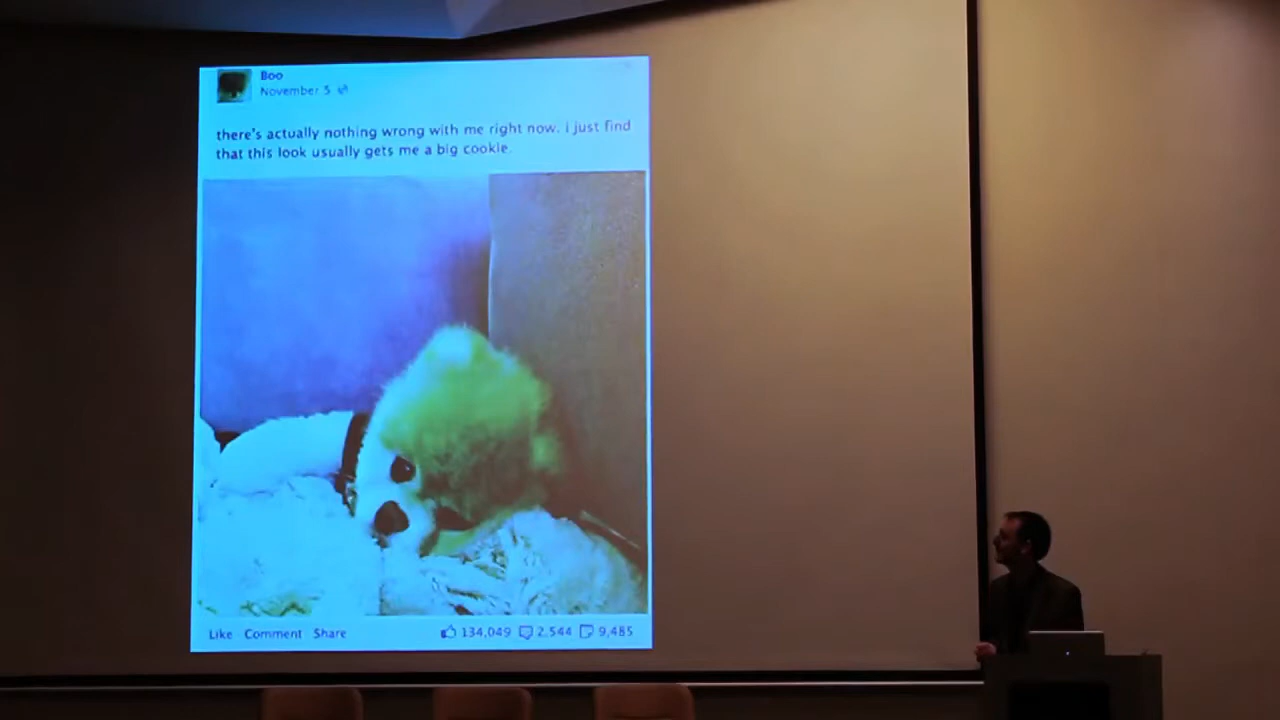 Boo
November 5
there's actually nothing wrong with me right now. i just find
that this look usually gets me a big cookie.
Like Comment Share 134,049 2,544 9,485